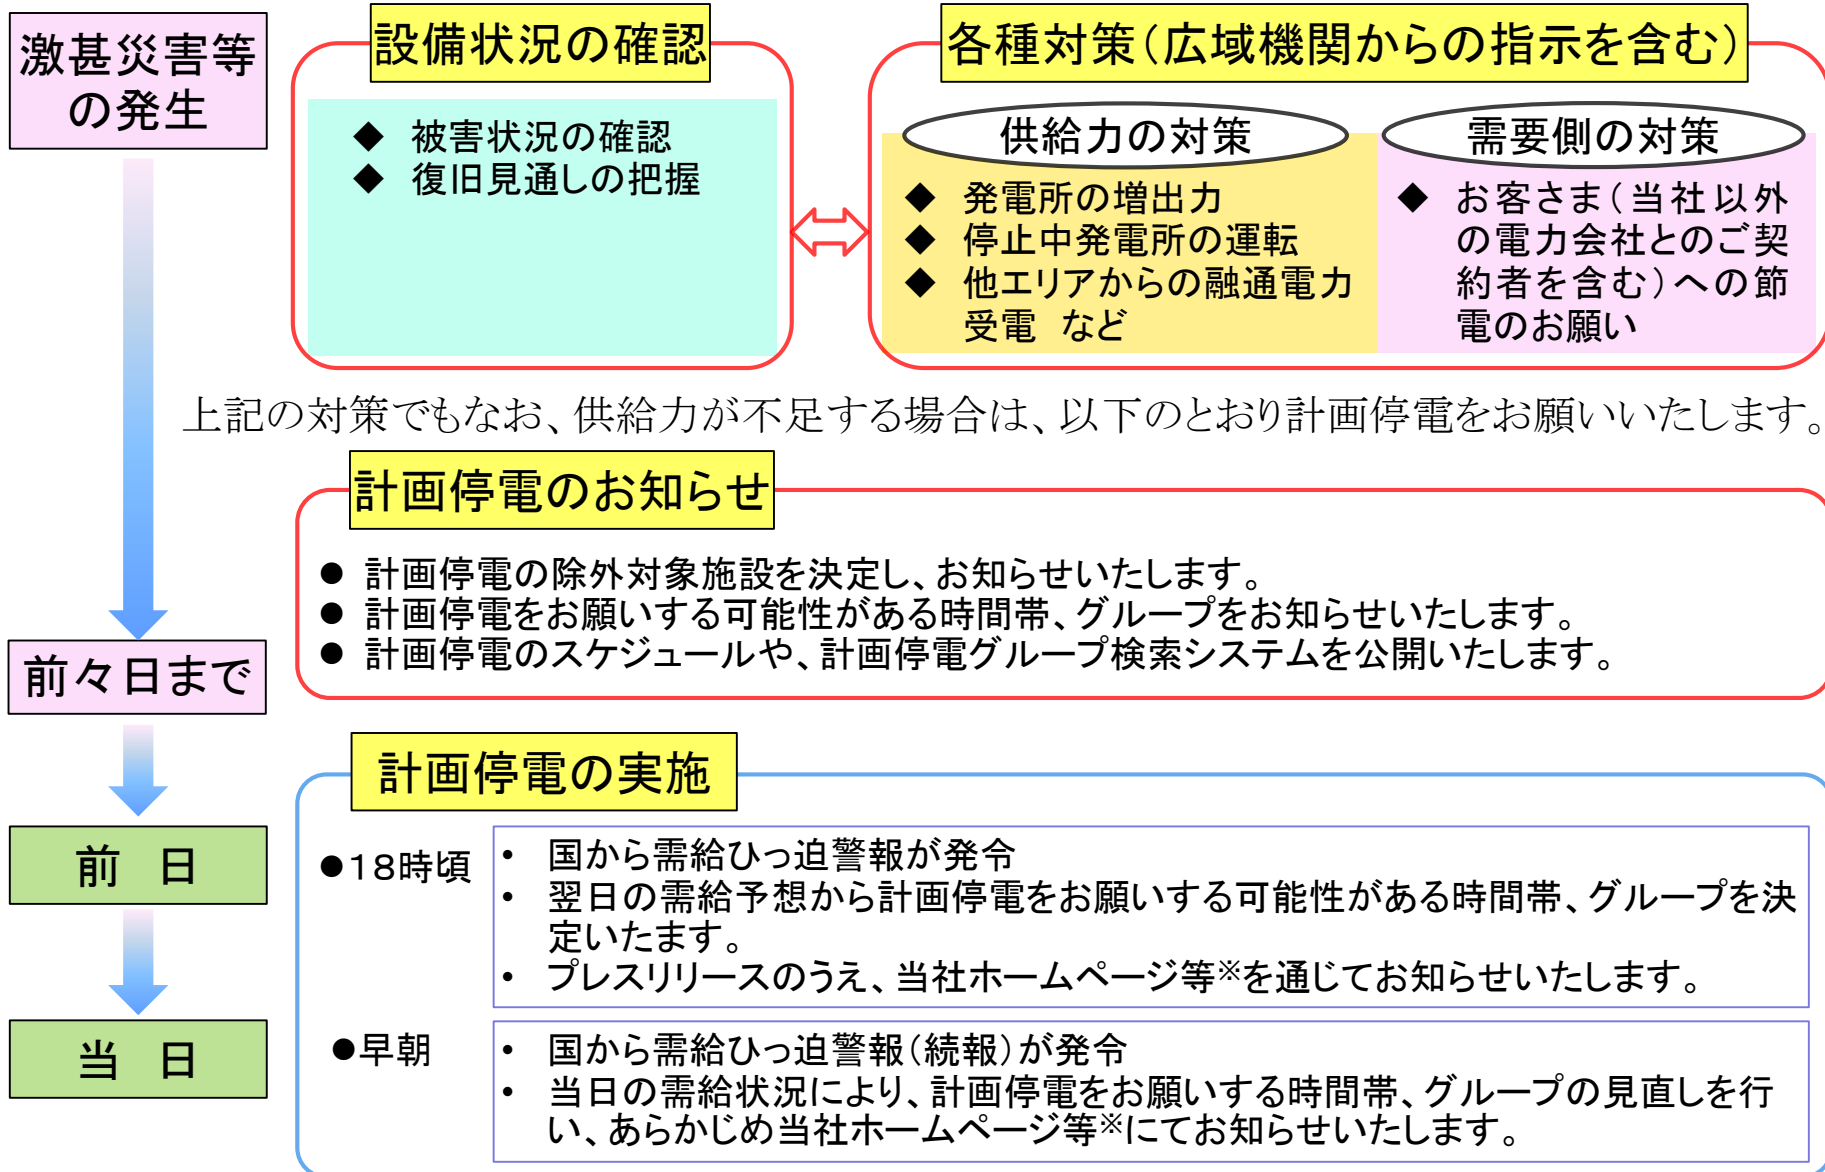 激甚災害等
の発生
設備状況の確認
◆ 被害状況の確認
◆ 復旧見通しの把握
各種対策(広域機関からの指示を含む)
供給力の対策
◆ 発電所の増出力
◆ 停止中発電所の運転
◆ 他エリアからの融通電力
受電 など
需要側の対策
◆ お客さま(当社以外
の電力会社とのご契
約者を含む)への節
電のお願い
上記の対策でもなお、供給力が不足する場合は、以下のとおり計画停電をお願いいたします。
計画停電のお知らせ
● 計画停電の除外対象施設を決定し、お知らせいたします。
● 計画停電をお願いする可能性がある時間帯、グループをお知らせいたします。
● 計画停電のスケジュールや、計画停電グループ検索システムを公開いたします。
前々日まで
計画停電の実施
前 日
●18時頃
• 国から需給ひっ迫警報が発令
• 翌日の需給予想から計画停電をお願いする可能性がある時間帯、グループを決
定いたます。
• プレスリリースのうえ、当社ホームページ等※を通じてお知らせいたします。
当 日
●早朝
• 国から需給ひっ迫警報(続報)が発令
• 当日の需給状況により、計画停電をお願いする時間帯、グループの見直しを行
い、あらかじめ当社ホームページ等※にてお知らせいたします。